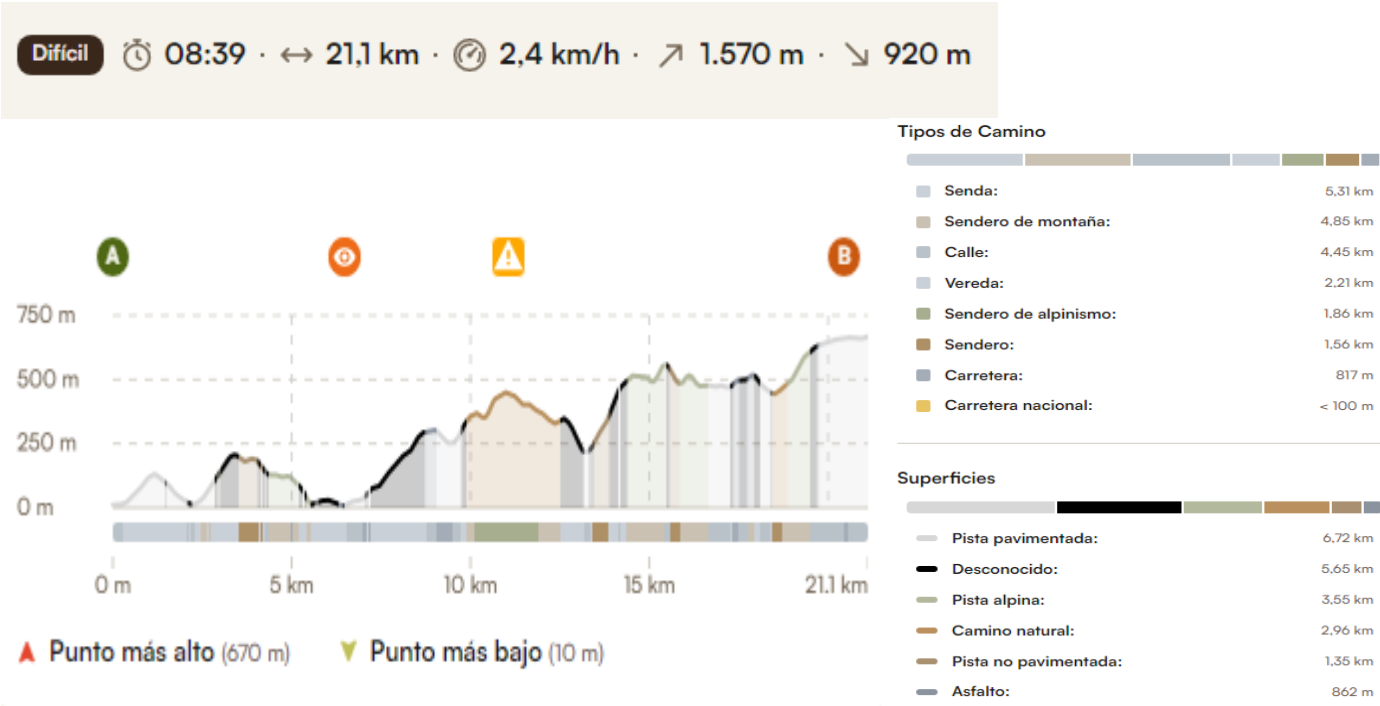 Difícil 08:39 · 21,1 km · 2,4 km/h · 1.570 m · 920 m
Tipos de Camino
Senda: 5,31 km
Sendero de montaña: 4,85 km
Calle: 4,45 km
Vereda: 2,21 km
Sendero de alpinismo: 1,86 km
Sendero: 1,56 km
Carretera: 817 m
Carretera nacional: < 100 m
A B
750 m
500 m
250 m
0 m
0 m 5 km 10 km 15 km 21.1 km
Punto más alto (670 m) Punto más bajo (10 m)
Superficies
Pista pavimentada: 6,72 km
Desconocido: 5,65 km
Pista alpina: 3,55 km
Camino natural: 2,96 km
Pista no pavimentada: 1,35 km
Asfalto: 862 m